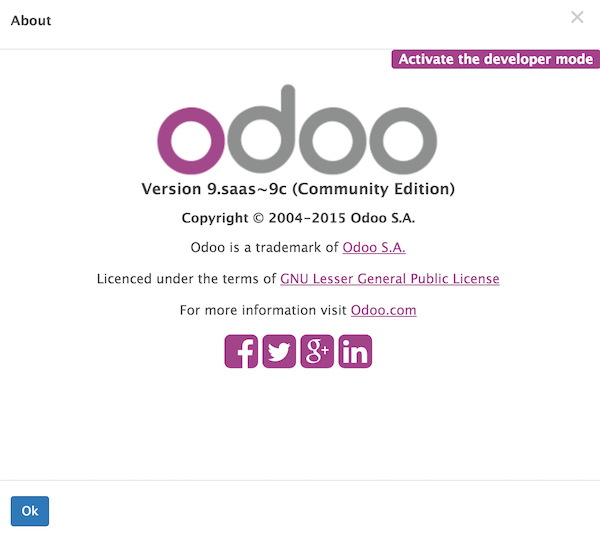 About
×
Activate the developer mode
odoo
Version 9.saas~9c (Community Edition)
Copyright © 2004-2015 Odoo S.A.
Odoo is a trademark of Odoo S.A.
Licenced under the terms of GNU Lesser General Public License
For more information visit Odoo.com
f g+ in
Ok